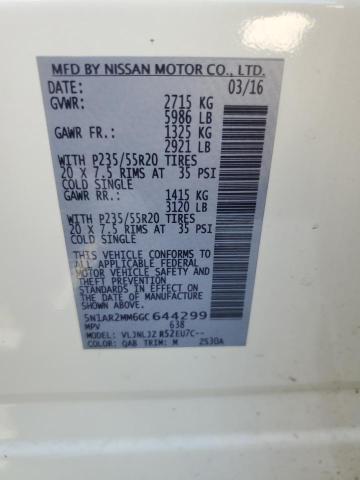 MFD BY NISSAN MOTOR CO., LTD.
DATE: 03/16
GVWR: 2715 KG
5986 LB
GAWR FR.: 1325 KG
2921 LB
WITH P235/55R20 TIRES
20 X 7.5 RIMS AT 35 PSI
COLD SINGLE
GAWR RR.: 1415 KG
3120 LB
WITH P235/55R20 TIRES
20 X 7.5 RIMS AT 35 PSI
COLD SINGLE
THIS VEHICLE CONFORMS TO
ALL APPLICABLE FEDERAL
MOTOR VEHICLE SAFETY AND
THEFT PREVENTION
STANDARDS IN EFFECT ON
THE DATE OF MANUFACTURE
SHOWN ABOVE.
5N1AR2MM6GC644299
MPV 638
VLJNLJZ R52EU7C--
COLOR: QAB TRIM: M 2530A